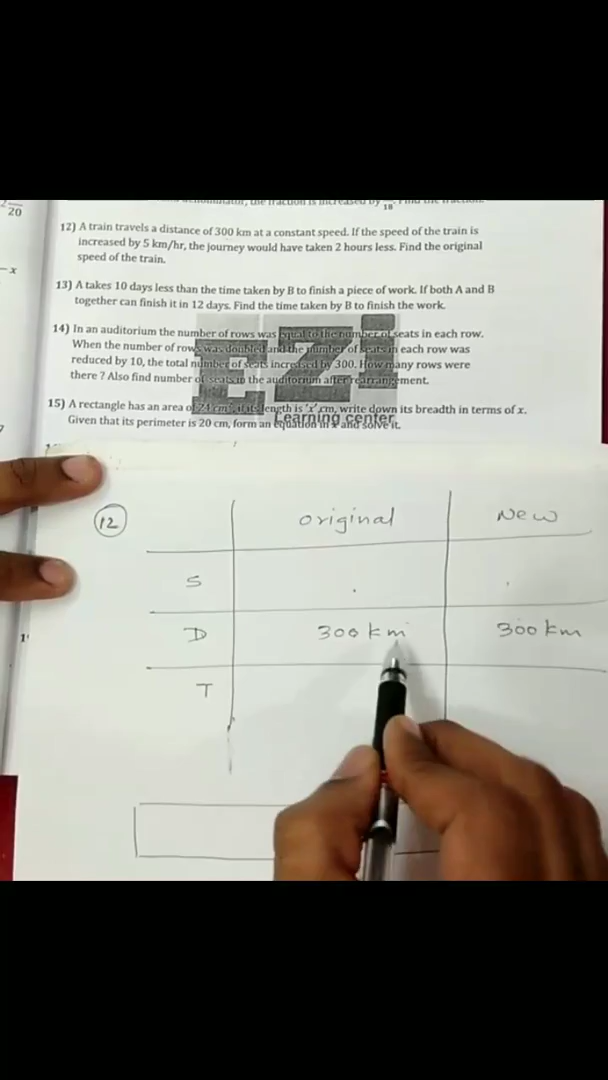 20
x
12) A train travels a distance of 300 km at a constant speed. If the speed of the train is
increased by 5 km/hr, the journey would have taken 2 hours less. Find the original
speed of the train.
13) A takes 10 days less than the time taken by B to finish a piece of work. If both A and B
together can finish it in 12 days. Find the time taken by B to finish the work.
14) In an auditorium the number of rows was equal to the number of seats in each row.
When the number of rows was doubled and the number of seats in each row was
reduced by 10, the total number of seats increased by 300. How many rows were
there ? Also find number of seats in the auditorium after rearrangement.
15) A rectangle has an area of 24 cm², if its length is 'x' cm, write down its breadth in terms of x.
Given that its perimeter is 20 cm, form an equation in x and solve it.
EZi
Learning center
12
original New
S
D 300 km 300 km
T